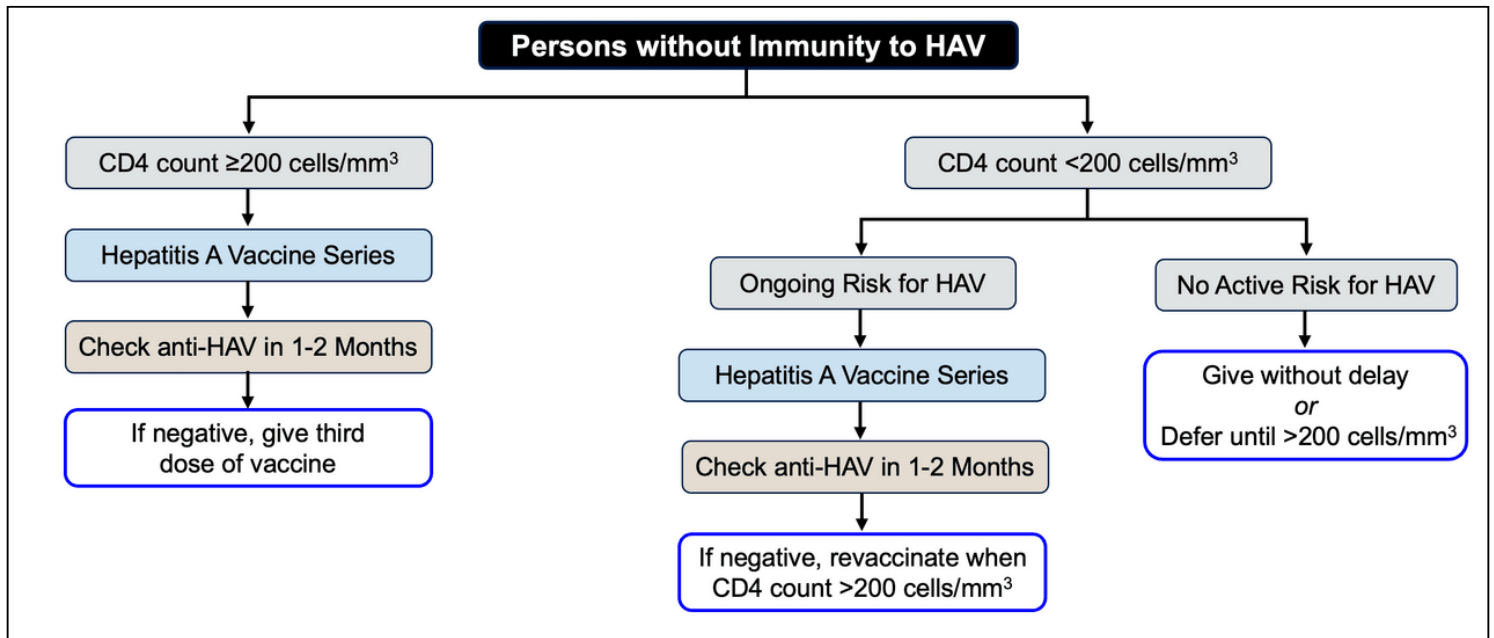 Persons without Immunity to HAV
CD4 count ≥200 cells/mm³
Hepatitis A Vaccine Series
Check anti-HAV in 1-2 Months
If negative, give third
dose of vaccine
CD4 count <200 cells/mm³
Ongoing Risk for HAV
Hepatitis A Vaccine Series
Check anti-HAV in 1-2 Months
If negative, revaccinate when
CD4 count >200 cells/mm³
No Active Risk for HAV
Give without delay
or
Defer until >200 cells/mm³